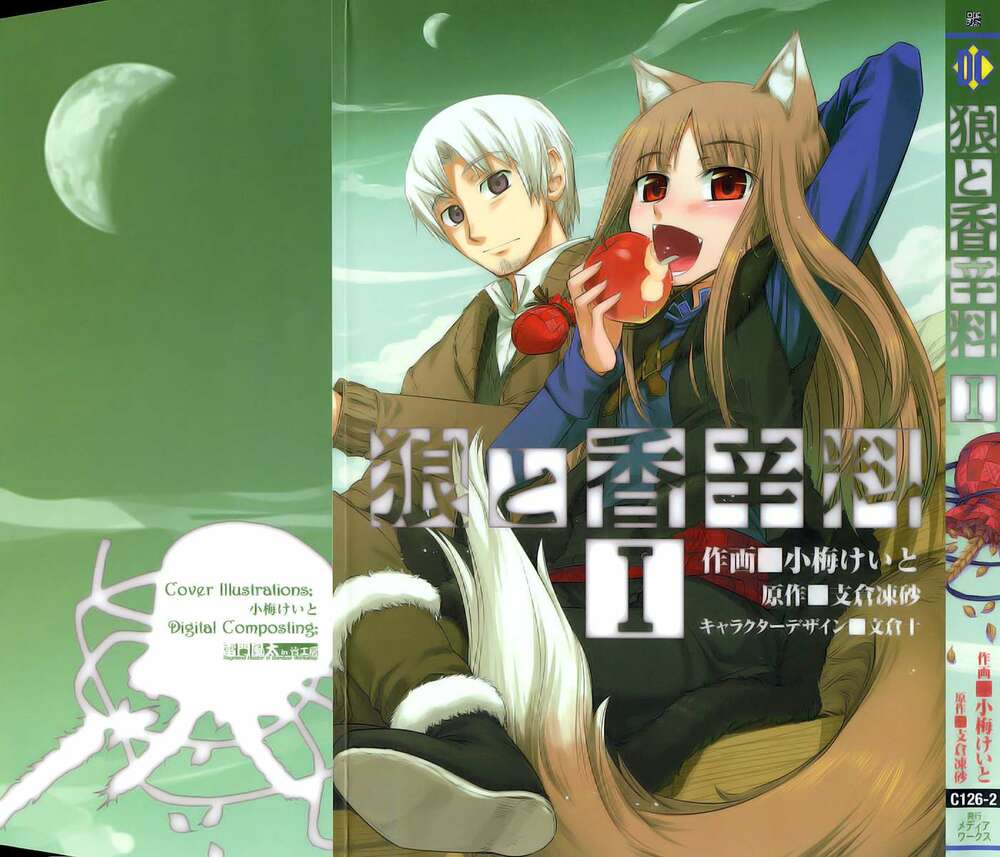 Cover Illustrations:
小梅けいと
Digital Composting:
狼と香辛料
I
作画■小梅けいと
原作■支倉凍砂
キャラクターデザイン■文倉十
DC
狼と香辛料
I
作画■小梅けいと
原作■支倉凍砂
C126-2
発行
メディア
ワークス